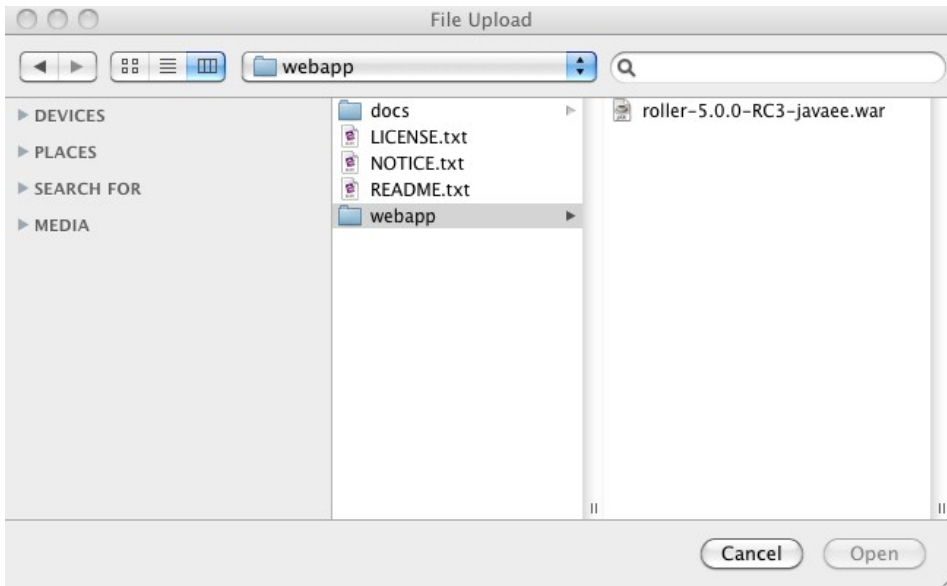 File Upload
webapp
DEVICES
PLACES
SEARCH FOR
MEDIA
docs
LICENSE.txt
NOTICE.txt
README.txt
webapp
roller-5.0.0-RC3-javaee.war
Cancel
Open